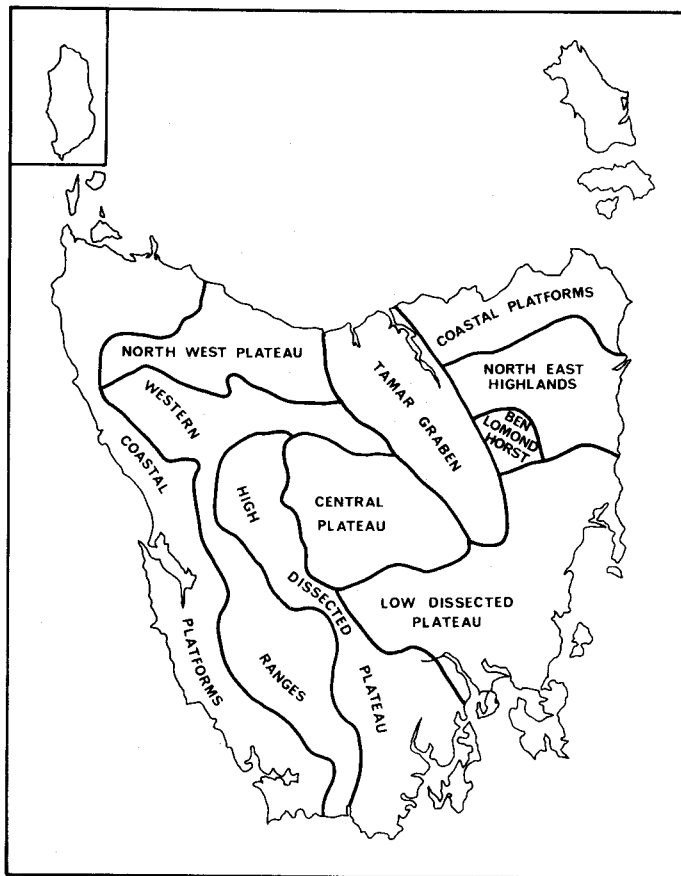 COASTAL PLATFORMS
NORTH WEST PLATEAU
NORTH EAST
HIGHLANDS
TAMAR GRABEN
BEN
LOMOND
HORST
WESTERN
RANGES
COASTAL
PLATFORMS
HIGH
DISSECTED
PLATEAU
CENTRAL
PLATEAU
LOW DISSECTED
PLATEAU